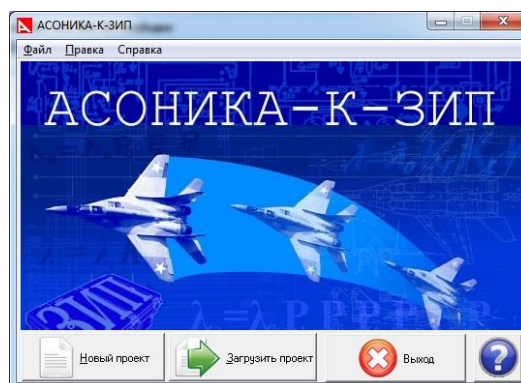 АСОНИКА-К-ЗИП
Файл Правка Справка
АСОНИКА-К-ЗИП
ЗИП
Новый проект Загрузить проект Выход ?